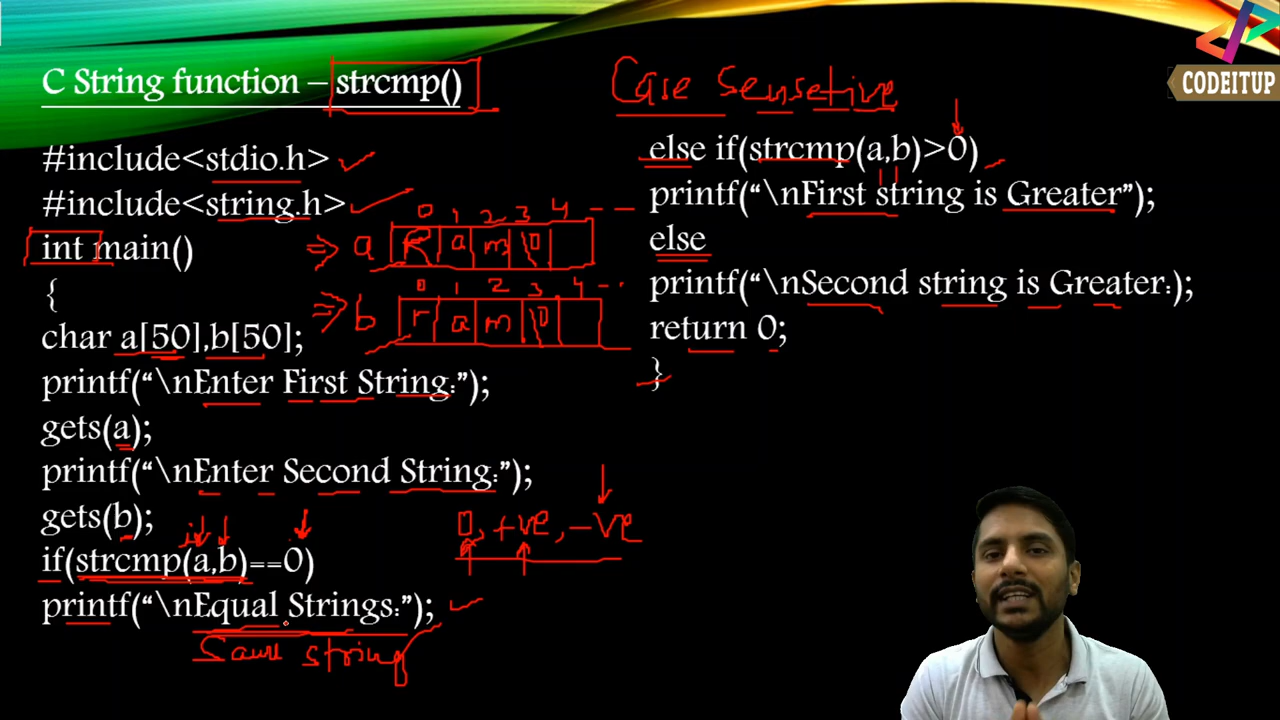 C String function – strcmp()
#include<stdio.h>
#include<string.h>
int main()
{
char a[50],b[50];
printf(“\nEnter First String:”);
gets(a);
printf(“\nEnter Second String:”);
gets(b);
if(strcmp(a,b)==0)
printf(“\nEqual Strings:”);
Same string
0 1 2 3 4 - - -
⇒ a R a m \0
0 1 2 3 4 - - .
⇒ b r a m \0
0, +ve, -ve
Case Sensetive
else if(strcmp(a,b)>0)
printf(“\nFirst string is Greater”);
else
printf(“\nSecond string is Greater:);
return 0;
}
CODEITUP